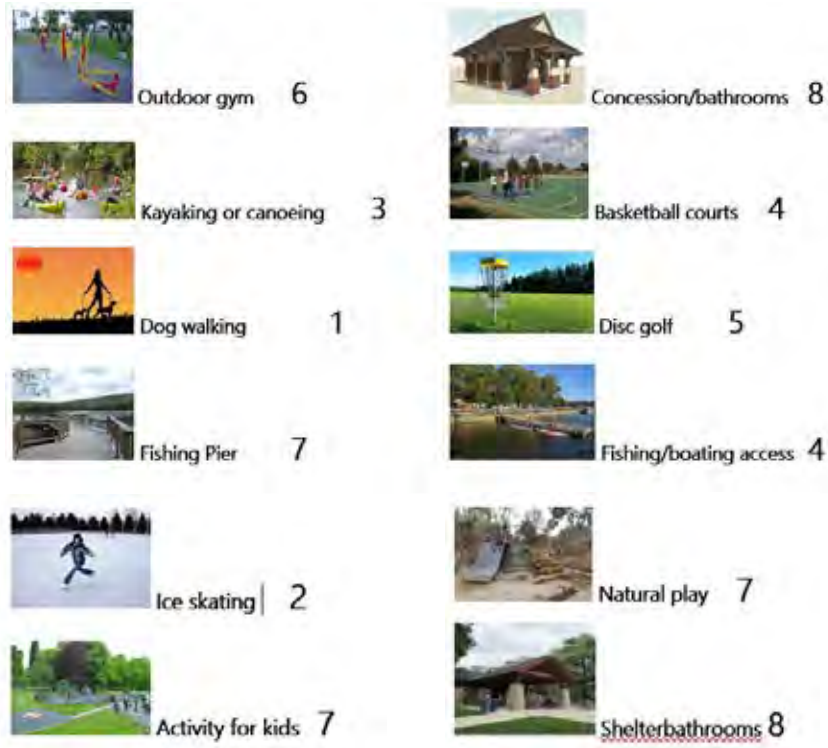 Outdoor gym 6
Concession/bathrooms 8
Kayaking or canoeing 3
Basketball courts 4
Dog walking 1
Disc golf 5
Fishing Pier 7
Fishing/boating access 4
Ice skating 2
Natural play 7
Activity for kids 7
Shelterbathrooms 8